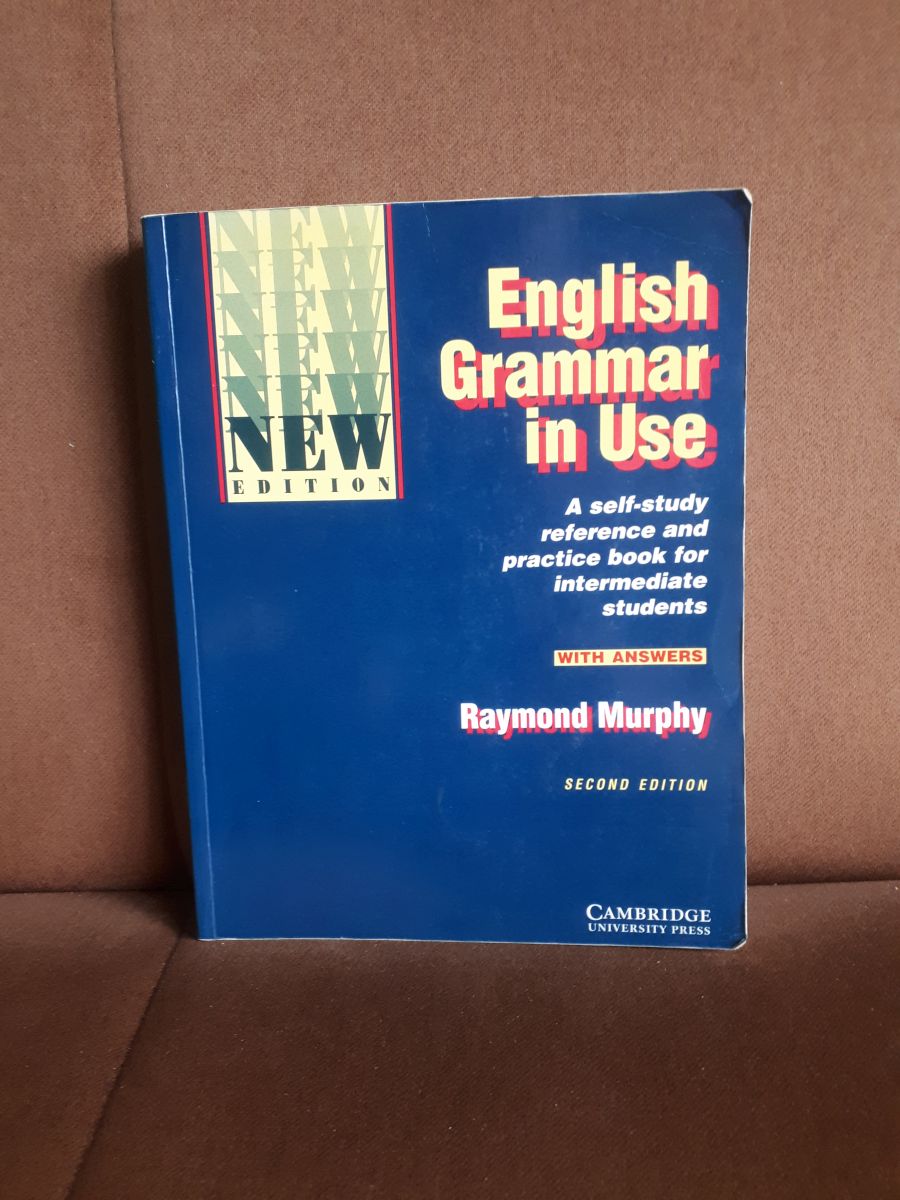 NEW
NEW
NEW
NEW
NEW
NEW
EDITION
English
Grammar
in Use
A self-study
reference and
practice book for
intermediate
students
WITH ANSWERS
Raymond Murphy
SECOND EDITION
CAMBRIDGE
UNIVERSITY PRESS